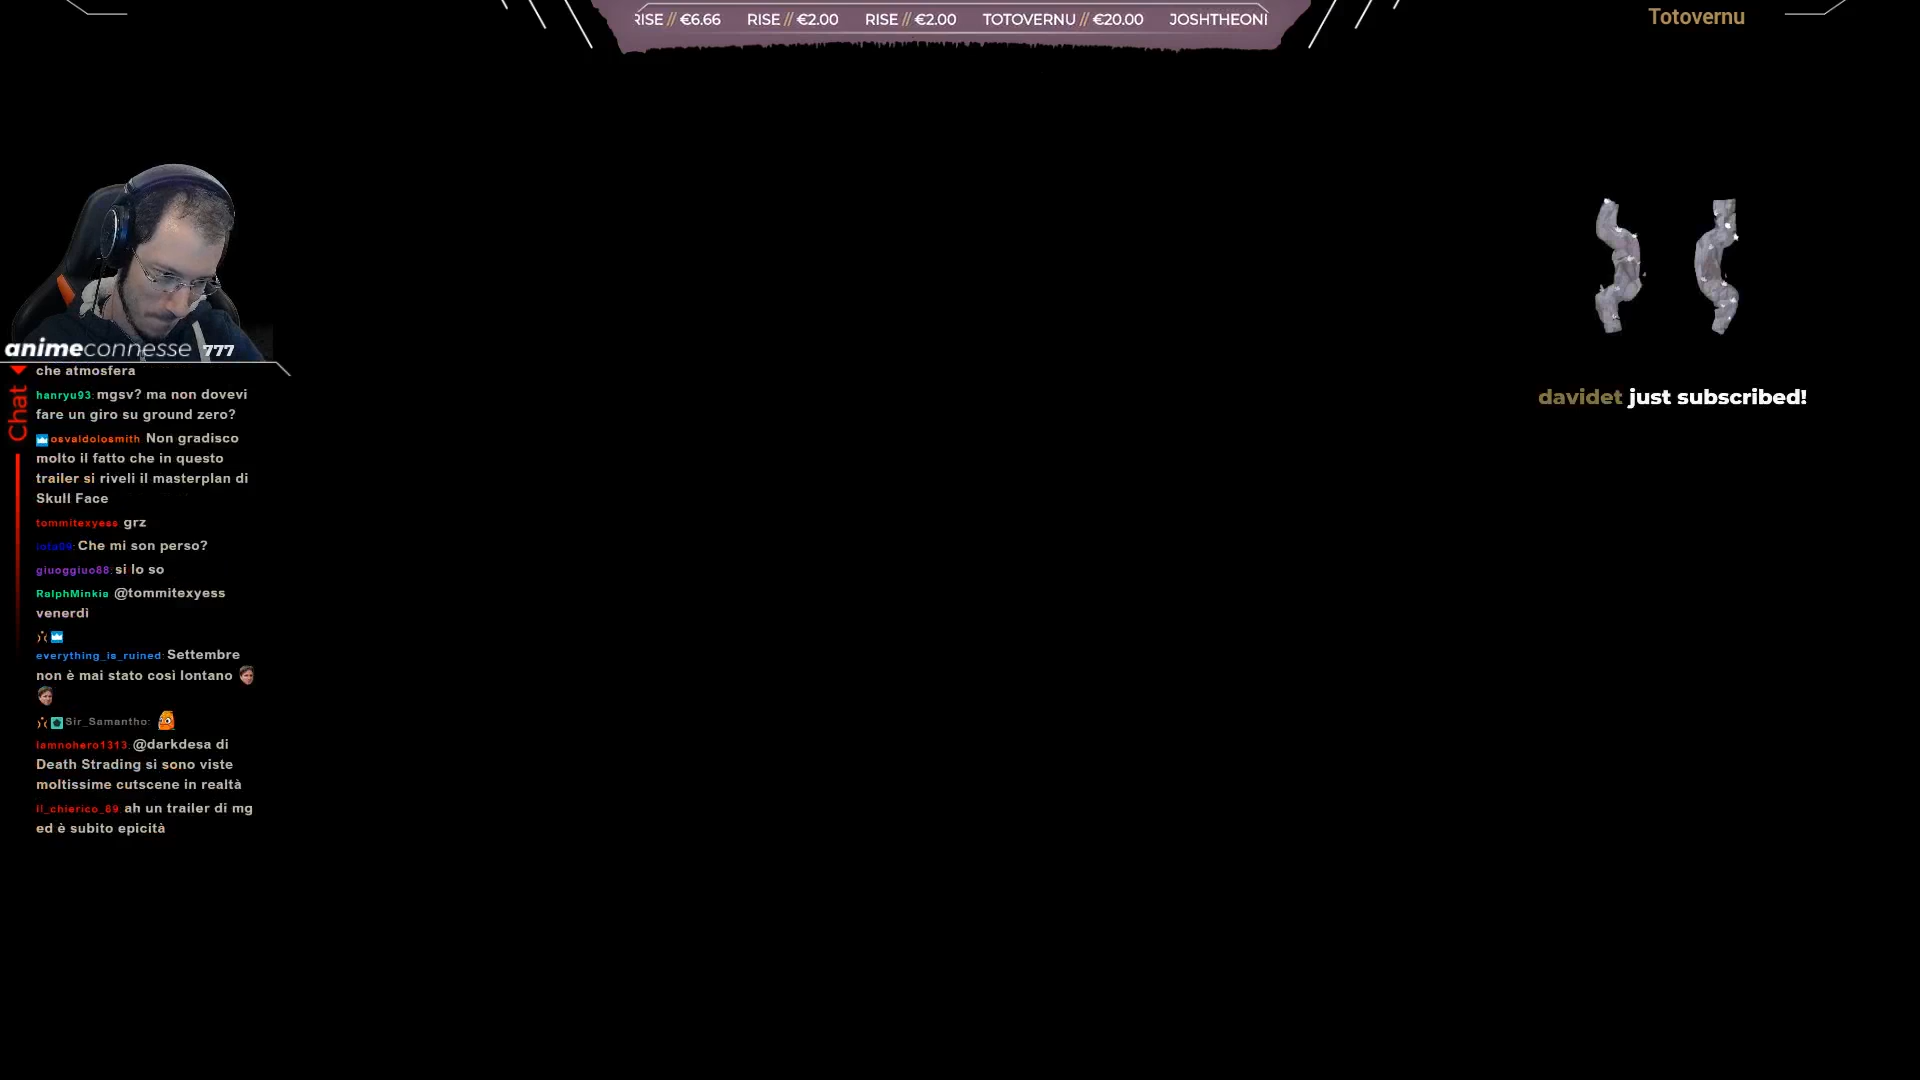 RISE // €6.66 RISE // €2.00 RISE // €2.00 TOTOVERNU // €20.00 JOSHTHEONI
Totovernu
animeconnesse 777
Chat
che atmosfera
hanryu93: mgsv? ma non dovevi
fare un giro su ground zero?
osvaldolosmith Non gradisco
molto il fatto che in questo
trailer si riveli il masterplan di
Skull Face
tommitexyess grz
Che mi son perso?
giuoggiuo88: si lo so
RalphMinkia @tommitexyess
venerdì
everything_is_ruined: Settembre
non è mai stato così lontano
Sir_Samantho:
Iamnohero1313: @darkdesa di
Death Strading si sono viste
moltissime cutscene in realtà
Il_chierico_69: ah un trailer di mg
ed è subito epicità
davidet just subscribed!